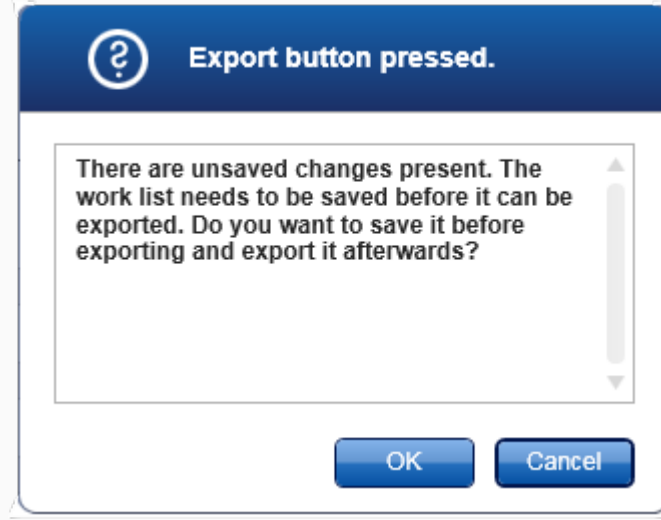 Export button pressed.
There are unsaved changes present. The
work list needs to be saved before it can be
exported. Do you want to save it before
exporting and export it afterwards?
OK
Cancel